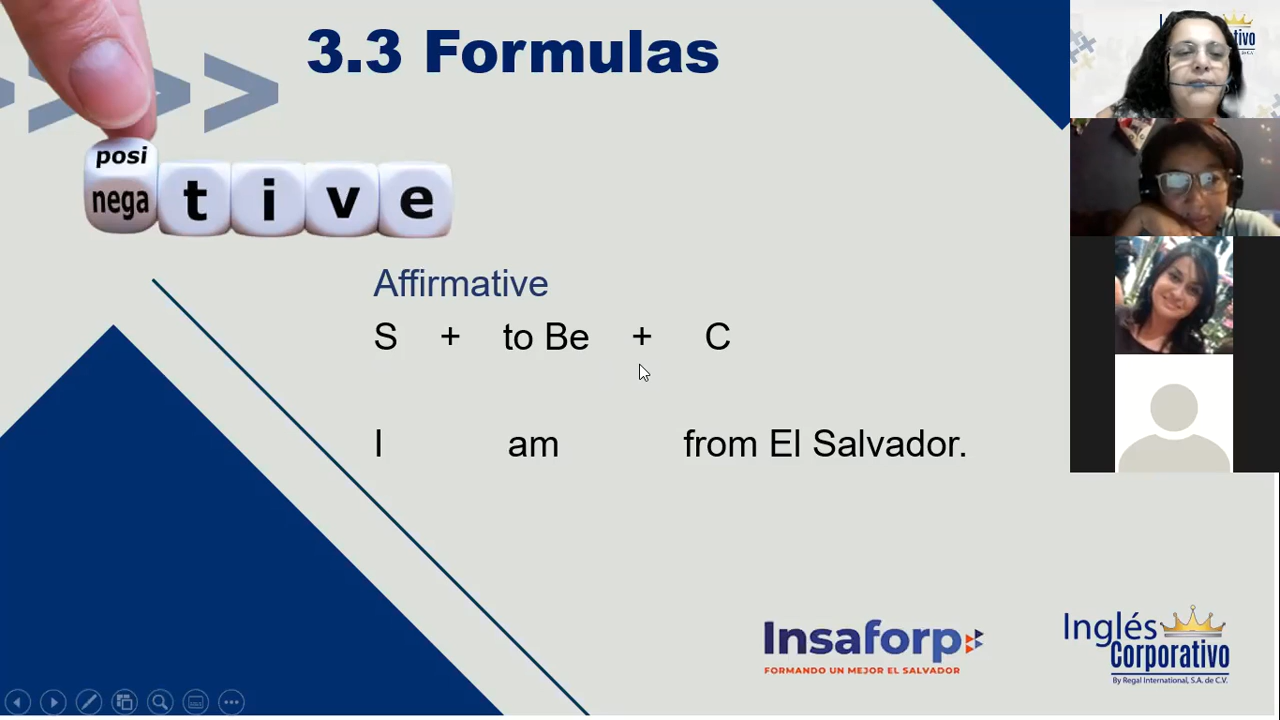 3.3 Formulas
posi
nega t i v e
Affirmative
S + to Be + C
I am from El Salvador.
Insaforp
FORMANDO UN MEJOR EL SALVADOR
Inglés
Corporativo
By Regal International, S.A. de C.V.